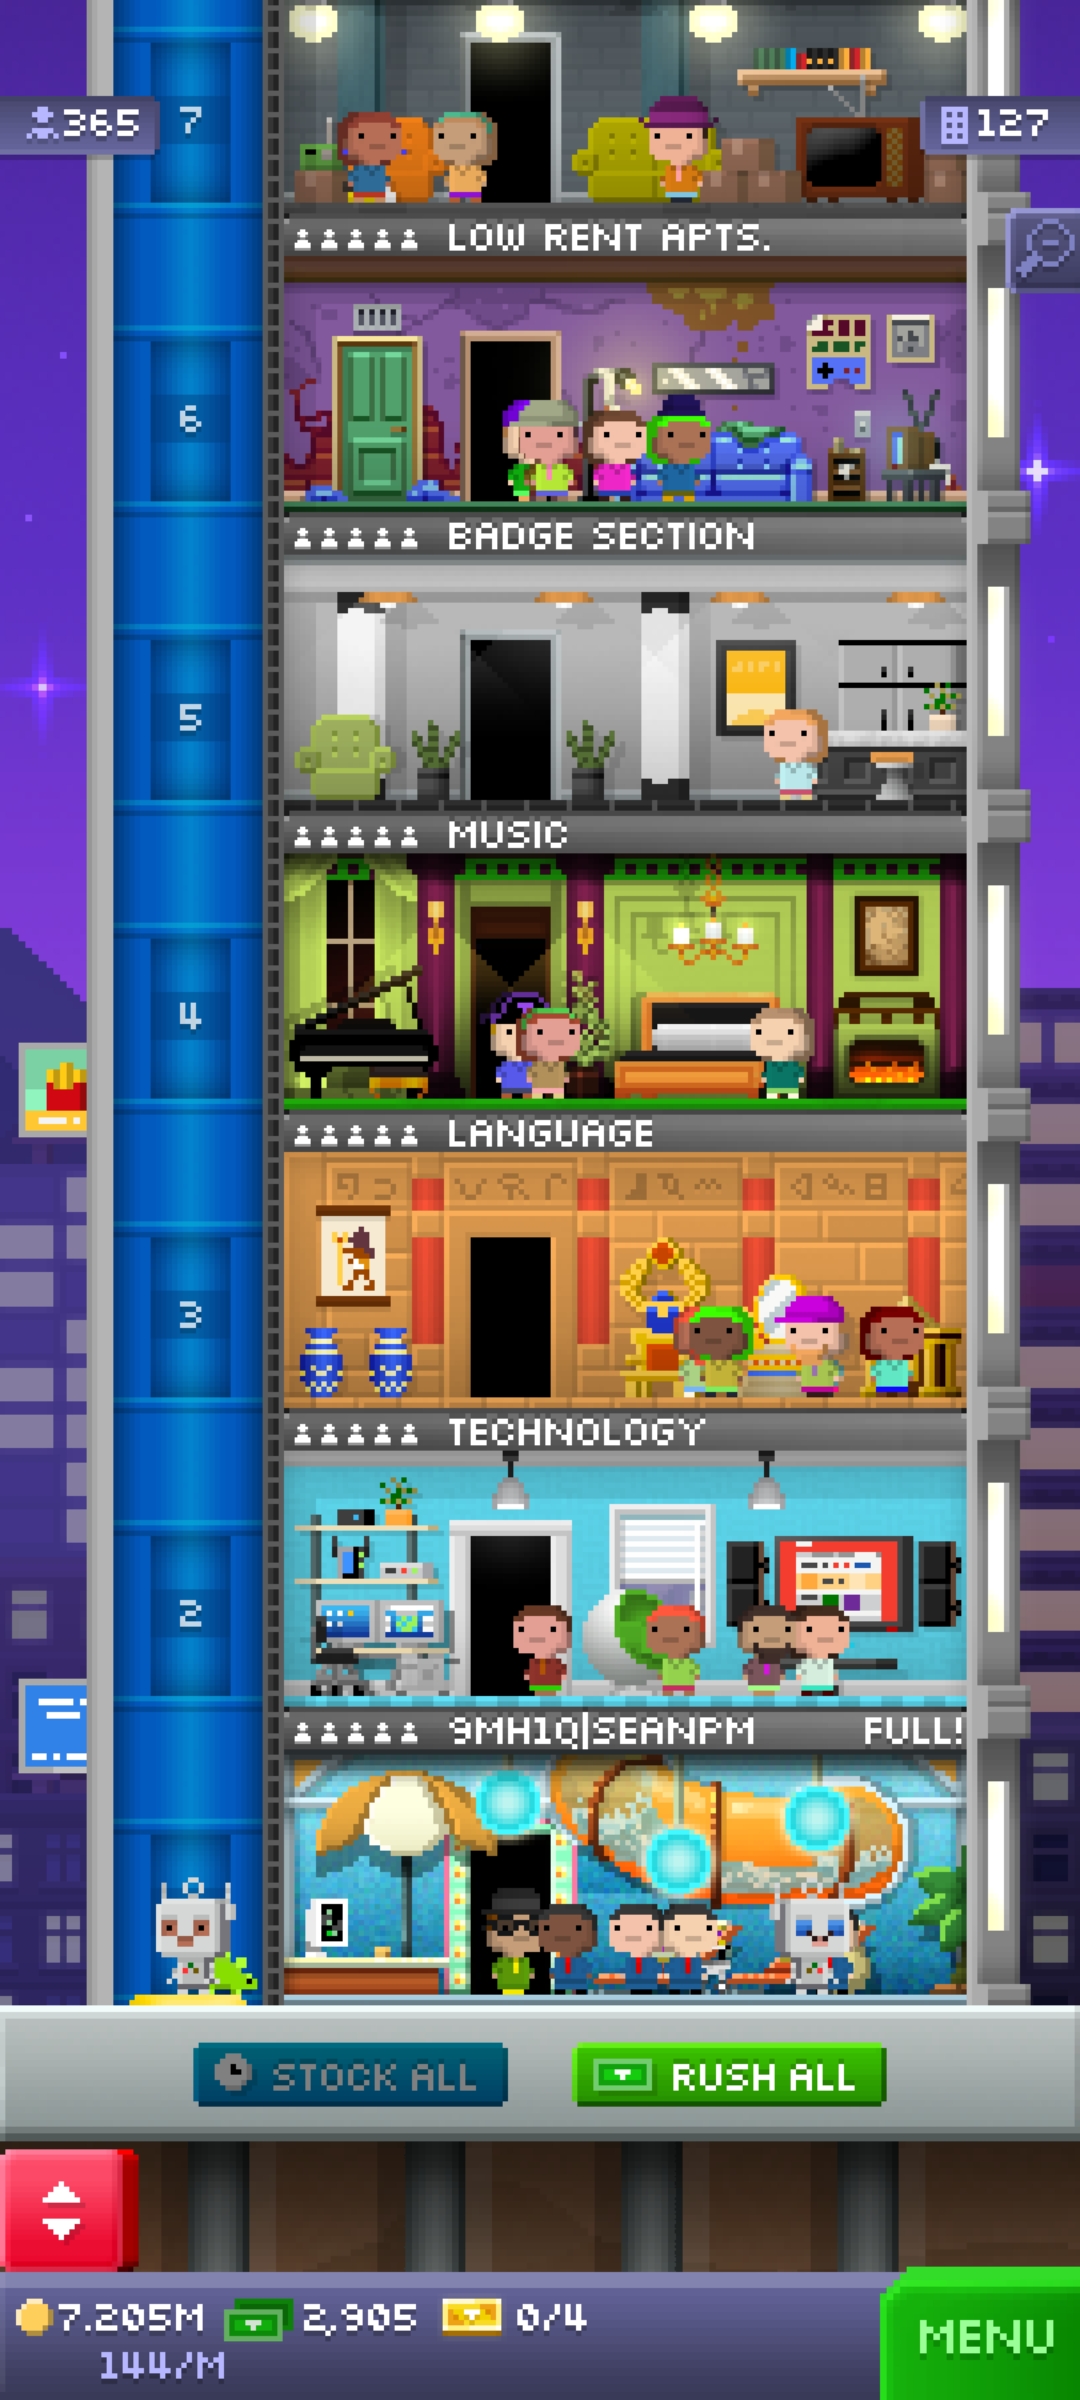 7
365
127
LOW RENT APTS.
6
BADGE SECTION
5
MUSIC
4
LANGUAGE
3
TECHNOLOGY
2
9MH1Q|SEANPM FULL!
STOCK ALL
RUSH ALL
7.205M 2,905 0/4
144/M
MENU